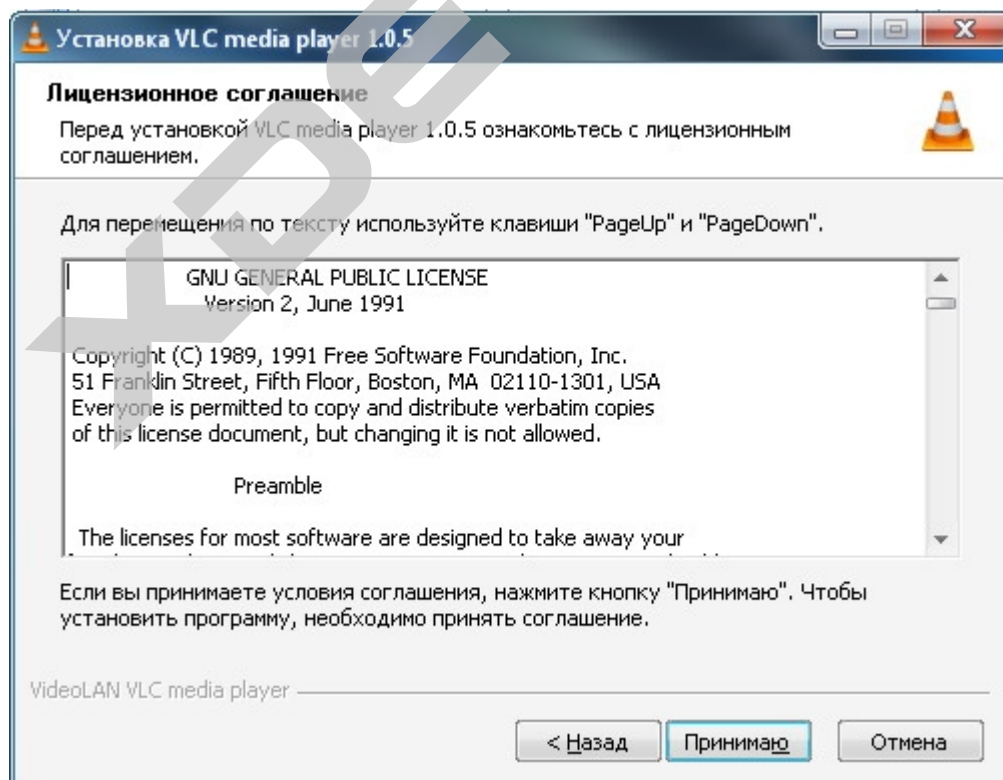 Установка VLC media player 1.0.5
Лицензионное соглашение
Перед установкой VLC media player 1.0.5 ознакомьтесь с лицензионным
соглашением.
Для перемещения по тексту используйте клавиши "PageUp" и "PageDown".
GNU GENERAL PUBLIC LICENSE
Version 2, June 1991
Copyright (C) 1989, 1991 Free Software Foundation, Inc.
51 Franklin Street, Fifth Floor, Boston, MA 02110-1301, USA
Everyone is permitted to copy and distribute verbatim copies
of this license document, but changing it is not allowed.
Preamble
The licenses for most software are designed to take away your
Если вы принимаете условия соглашения, нажмите кнопку "Принимаю". Чтобы
установить программу, необходимо принять соглашение.
VideoLAN VLC media player
< Назад Принимаю Отмена
XDE